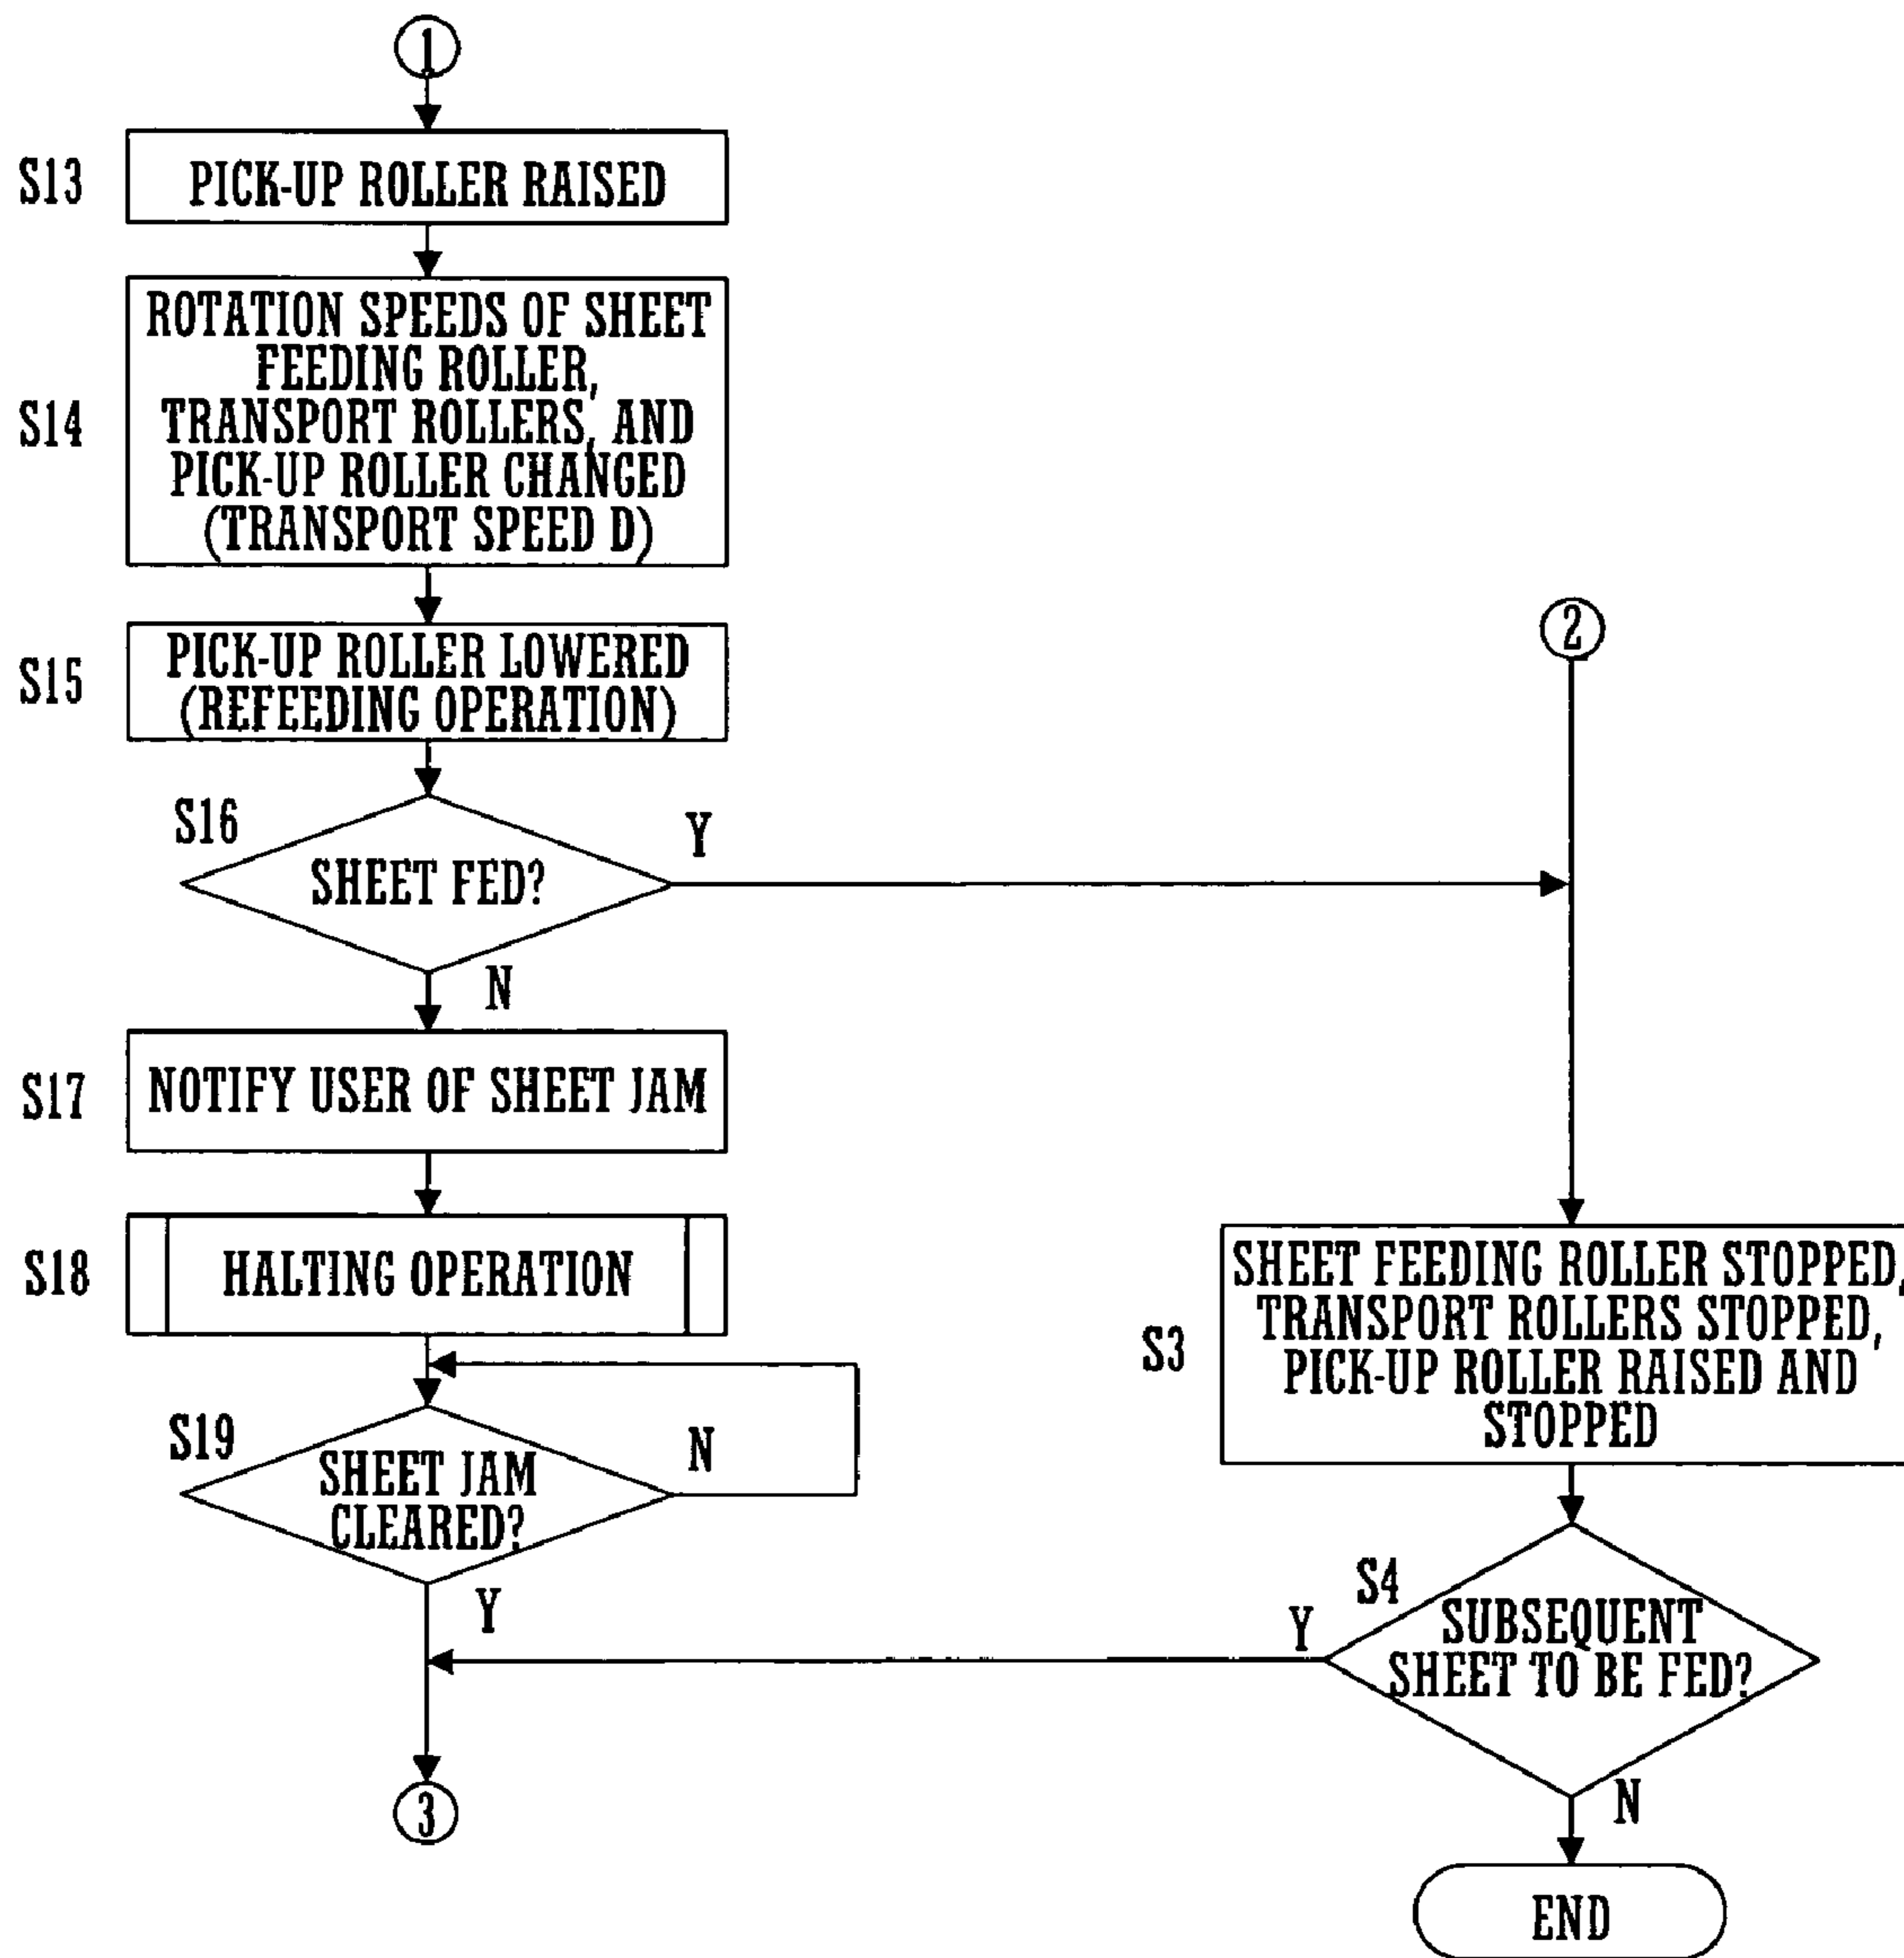 1
S13
PICK-UP ROLLER RAISED
S14
ROTATION SPEEDS OF SHEET
FEEDING ROLLER,
TRANSPORT ROLLERS, AND
PICK-UP ROLLER CHANGED
(TRANSPORT SPEED D)
S15
PICK-UP ROLLER LOWERED
(REFEEDING OPERATION)
2
S16
SHEET FED?
Y
N
S17
NOTIFY USER OF SHEET JAM
S18
HALTING OPERATION
S3
SHEET FEEDING ROLLER STOPPED,
TRANSPORT ROLLERS STOPPED,
PICK-UP ROLLER RAISED AND
STOPPED
S19
SHEET JAM
CLEARED?
N
Y
S4
SUBSEQUENT
SHEET TO BE FED?
Y
N
3
END